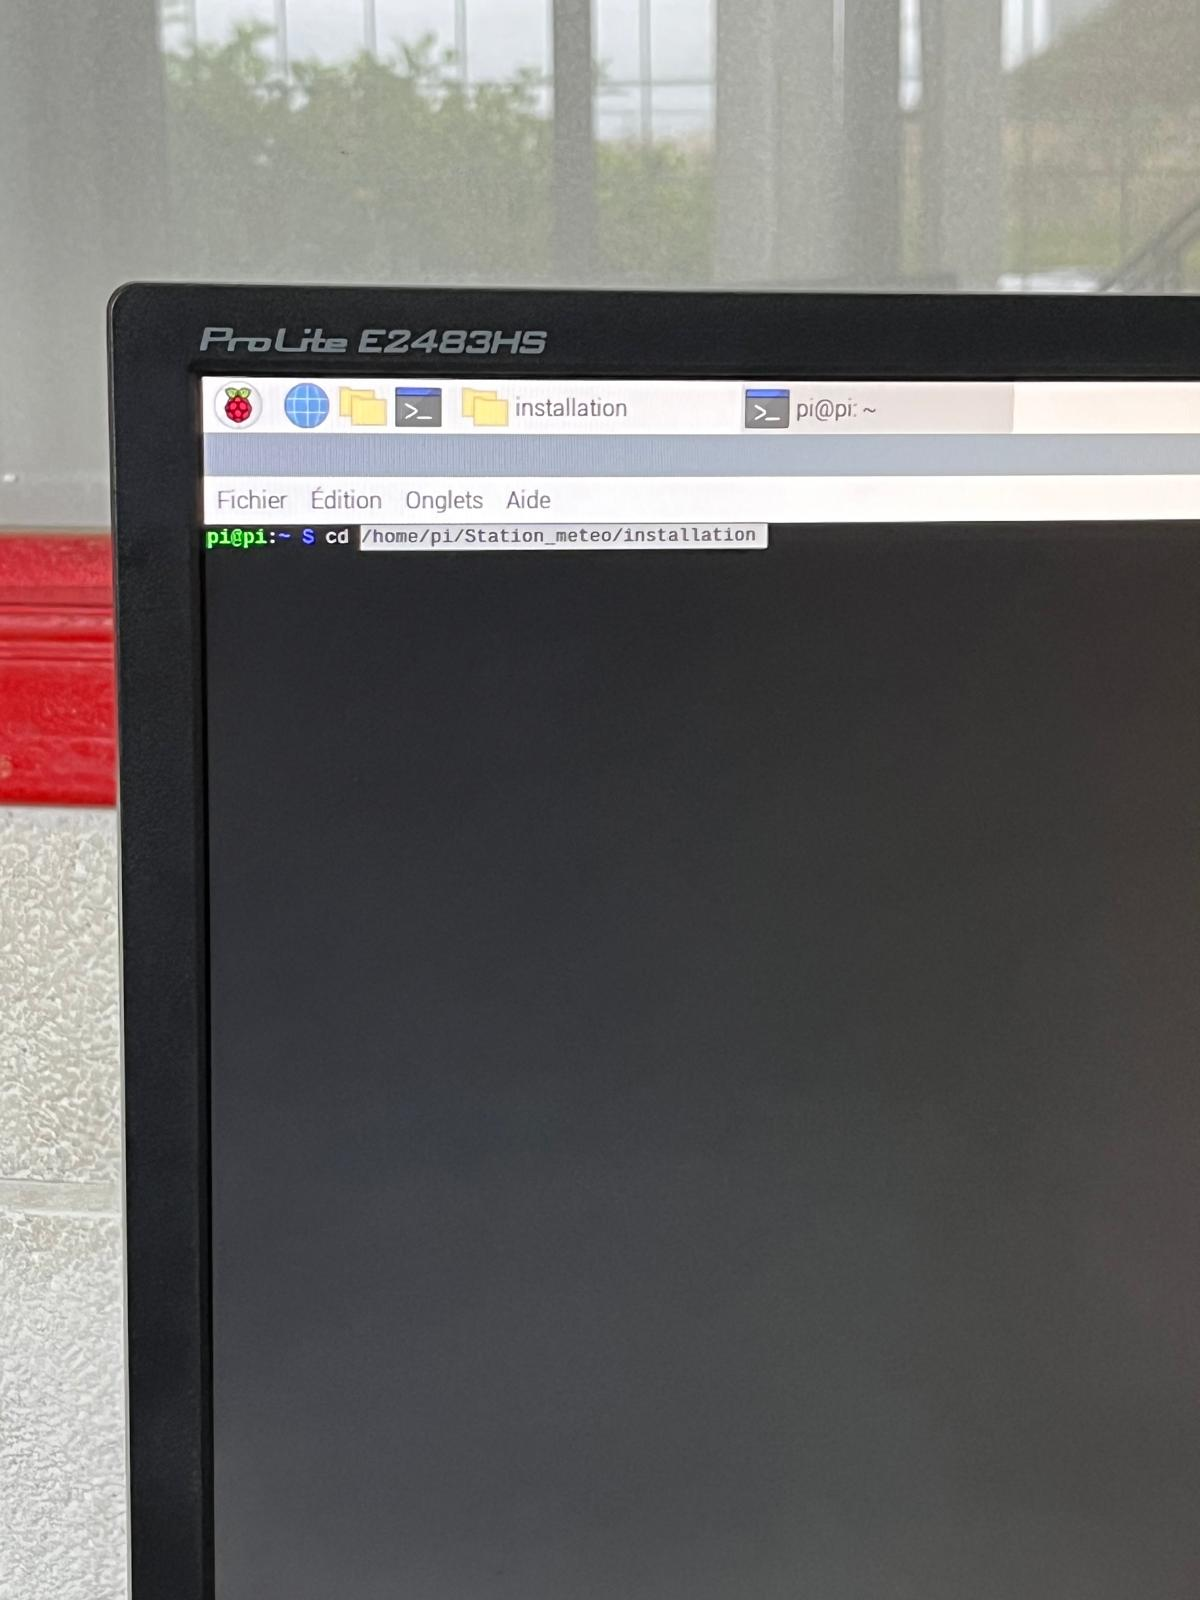 ProLite E2483HS
installation
pi@pi: ~
Fichier Édition Onglets Aide
pi@pi:~ $ cd /home/pi/Station_meteo/installation